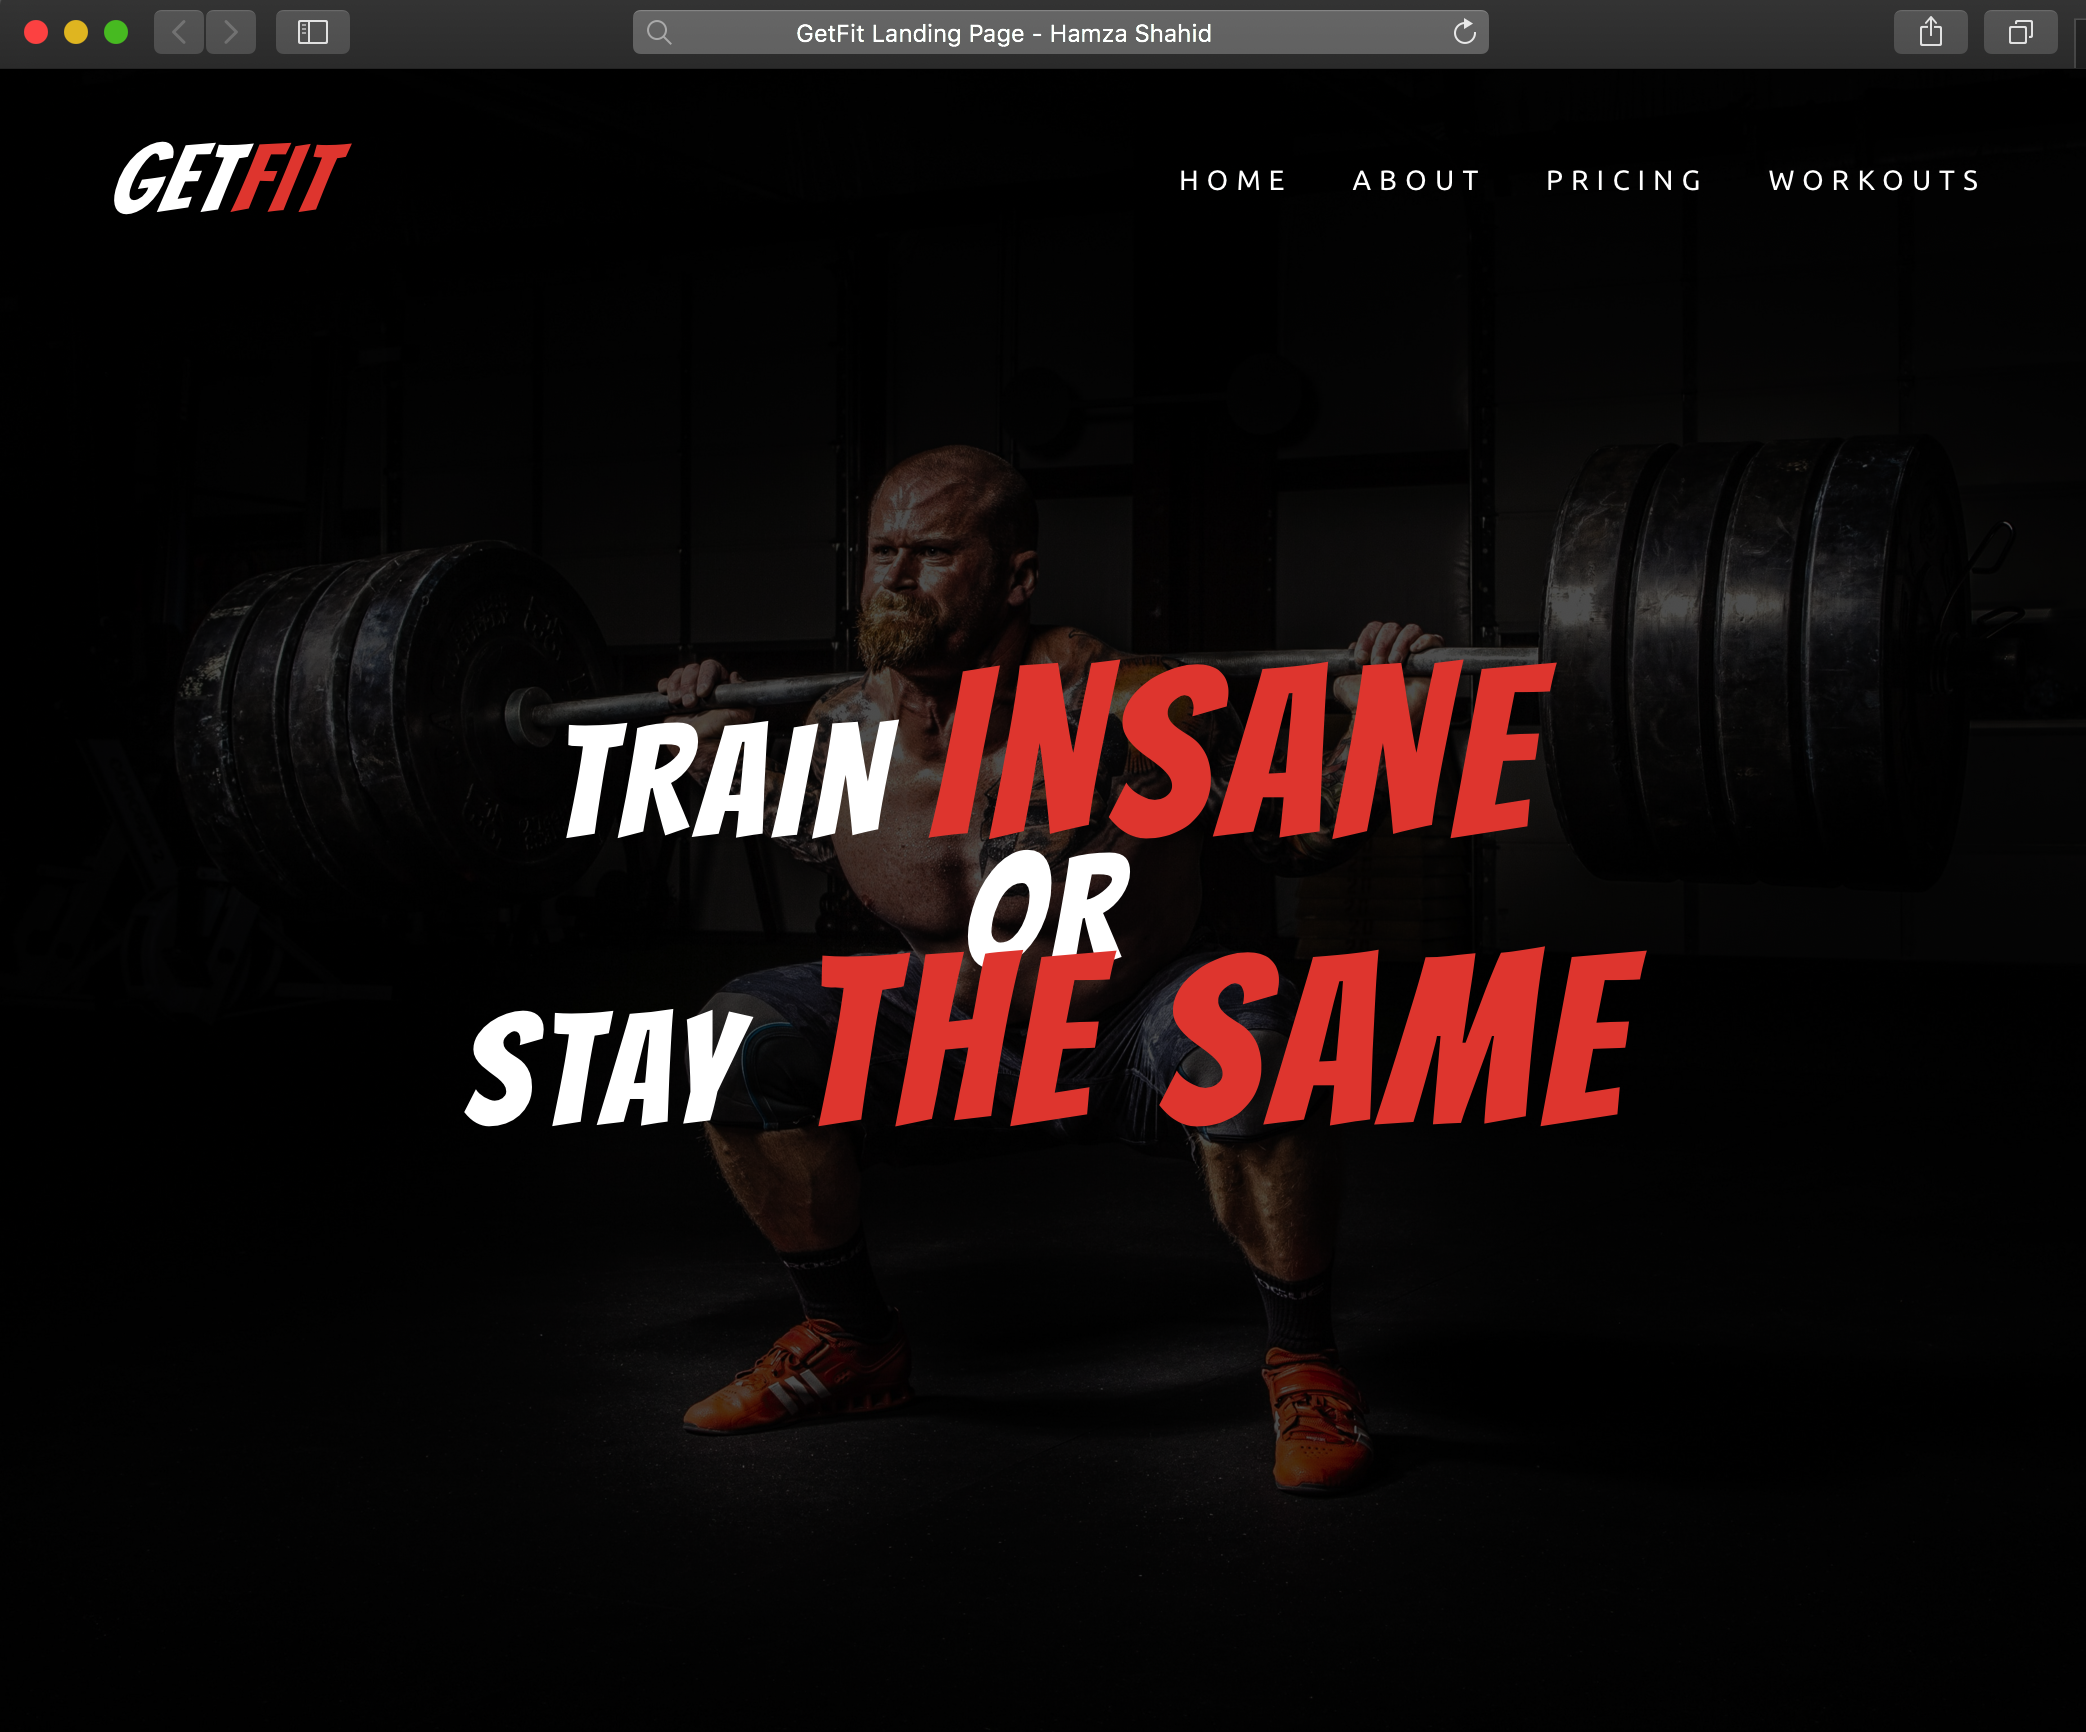 GetFit Landing Page - Hamza Shahid
GETFIT
HOME ABOUT PRICING WORKOUTS
TRAIN INSANE
OR
STAY THE SAME